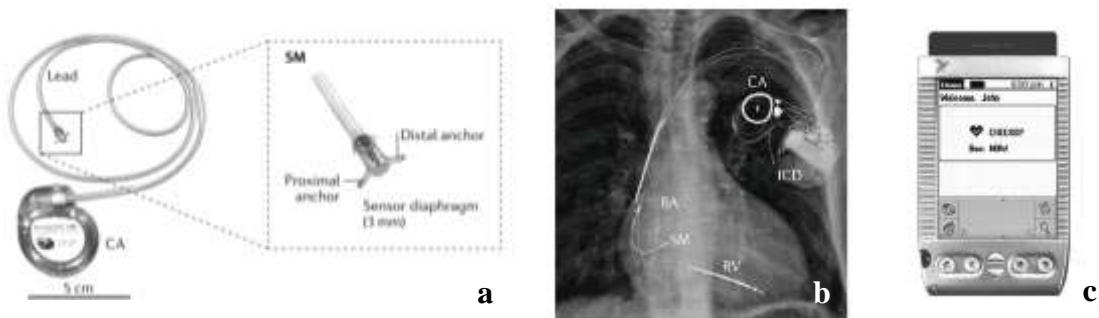 SM
Lead
Distal anchor
Proximal
anchor
Sensor diaphragm
(3 mm)
CA
5 cm
a
CA
ICD
RA
SM
RV
b
Welcome, John
c